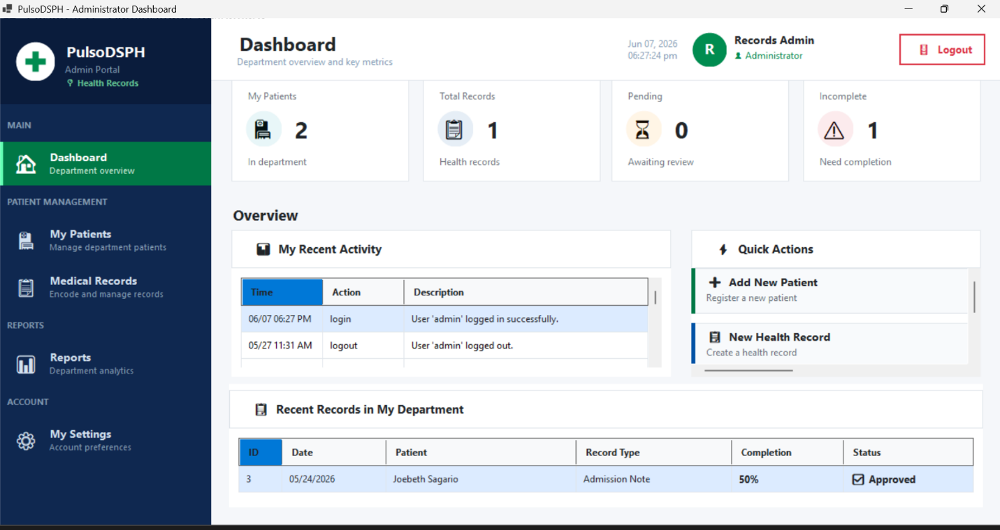 PulsoDSPH - Administrator Dashboard
PulsoDSPH
Admin Portal
Health Records
MAIN
Dashboard
Department overview
PATIENT MANAGEMENT
My Patients
Manage department patients
Medical Records
Encode and manage records
REPORTS
Reports
Department analytics
ACCOUNT
My Settings
Account preferences
Dashboard
Department overview and key metrics
Jun 07, 2026
06:27:24 pm
R
Records Admin
Administrator
Logout
My Patients
2
In department
Total Records
1
Health records
Pending
0
Awaiting review
Incomplete
1
Need completion
Overview
My Recent Activity
Time Action Description
06/07 06:27 PM login User 'admin' logged in successfully.
05/27 11:31 AM logout User 'admin' logged out.
Quick Actions
Add New Patient
Register a new patient
New Health Record
Create a health record
Recent Records in My Department
ID Date Patient Record Type Completion Status
3 05/24/2026 Joebeth Sagario Admission Note 50% Approved